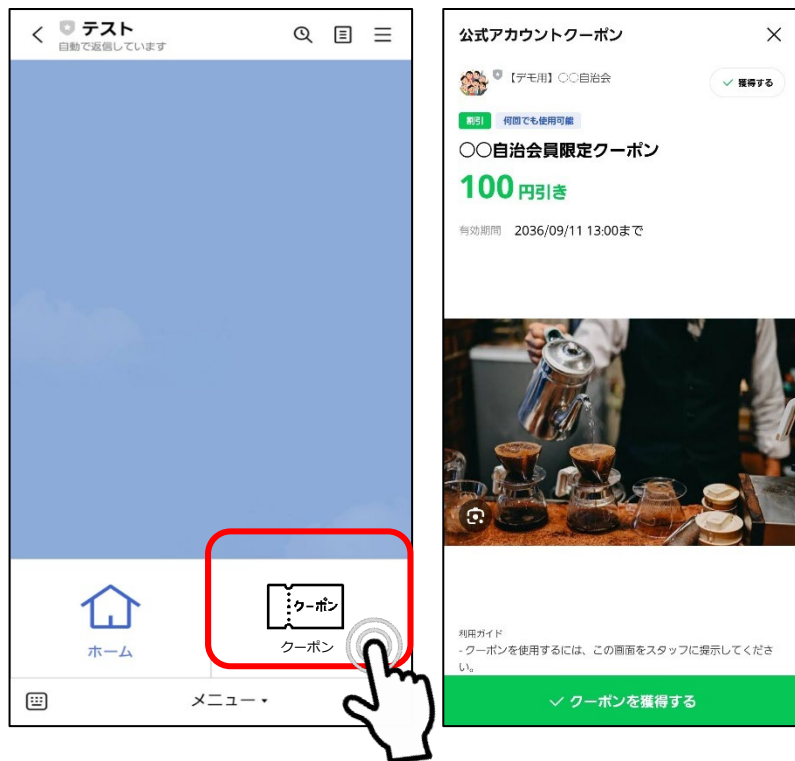 テスト
自動で返信しています
クーポン
ホーム
クーポン
メニュー
公式アカウントクーポン
【デモ用】〇〇自治会
獲得する
割引
何回でも使用可能
〇〇自治会員限定クーポン
100円引き
有効期間 2036/09/11 13:00まで
利用ガイド
- クーポンを使用するには、この画面をスタッフに提示してくださ
い。
クーポンを獲得する